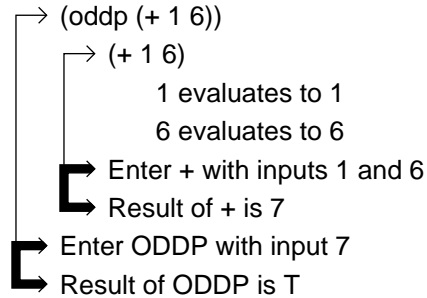 (oddp (+ 1 6))
(+ 1 6)
1 evaluates to 1
6 evaluates to 6
Enter + with inputs 1 and 6
Result of + is 7
Enter ODDP with input 7
Result of ODDP is T